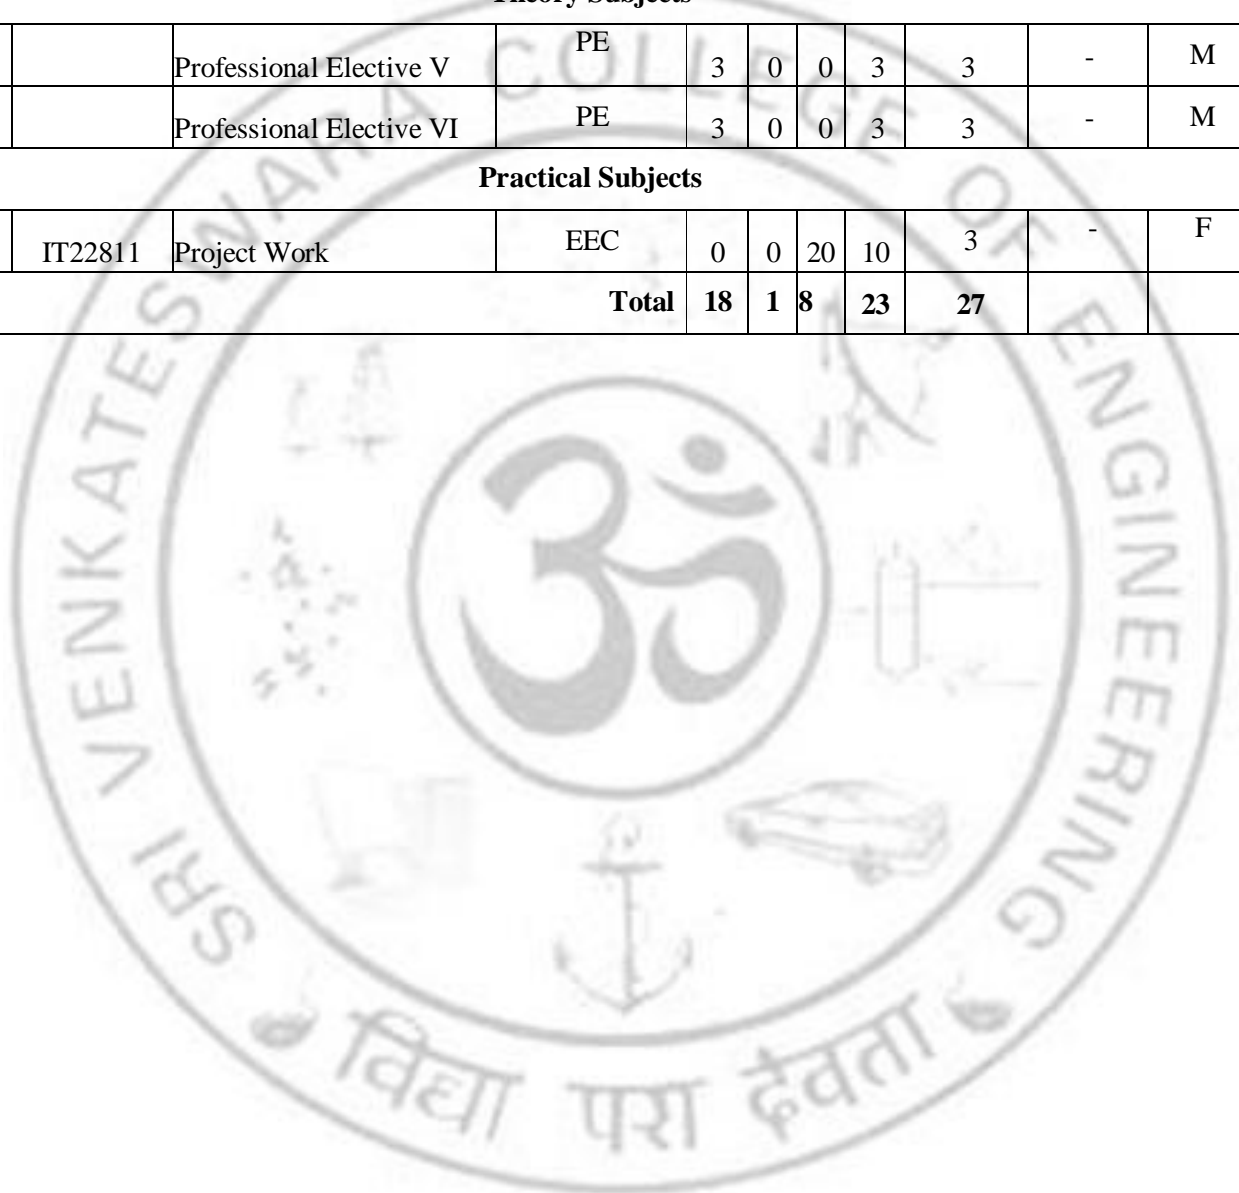 Theory Subjects
Professional Elective V PE 3 0 0 3 3 - M
Professional Elective VI PE 3 0 0 3 3 - M
Practical Subjects
IT22811 Project Work EEC 0 0 20 10 3 - F
Total 18 1 8 23 27
SRI VENKATESWARA COLLEGE OF ENGINEERING
विद्या परा देवता